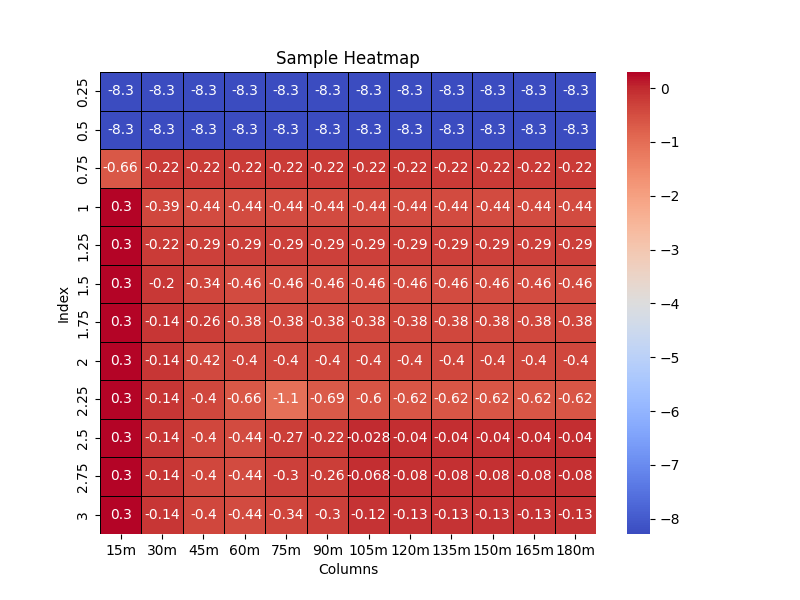 Sample Heatmap
0.25 -8.3 -8.3 -8.3 -8.3 -8.3 -8.3 -8.3 -8.3 -8.3 -8.3 -8.3 -8.3
0.5 -8.3 -8.3 -8.3 -8.3 -8.3 -8.3 -8.3 -8.3 -8.3 -8.3 -8.3 -8.3
0.75 -0.66 -0.22 -0.22 -0.22 -0.22 -0.22 -0.22 -0.22 -0.22 -0.22 -0.22 -0.22
1 0.3 -0.39 -0.44 -0.44 -0.44 -0.44 -0.44 -0.44 -0.44 -0.44 -0.44 -0.44
1.25 0.3 -0.22 -0.29 -0.29 -0.29 -0.29 -0.29 -0.29 -0.29 -0.29 -0.29 -0.29
1.5 0.3 -0.2 -0.34 -0.46 -0.46 -0.46 -0.46 -0.46 -0.46 -0.46 -0.46 -0.46
1.75 0.3 -0.14 -0.26 -0.38 -0.38 -0.38 -0.38 -0.38 -0.38 -0.38 -0.38 -0.38
2 0.3 -0.14 -0.42 -0.4 -0.4 -0.4 -0.4 -0.4 -0.4 -0.4 -0.4 -0.4
2.25 0.3 -0.14 -0.4 -0.66 -1.1 -0.69 -0.6 -0.62 -0.62 -0.62 -0.62 -0.62
2.5 0.3 -0.14 -0.4 -0.44 -0.27 -0.22 -0.028 -0.04 -0.04 -0.04 -0.04 -0.04
2.75 0.3 -0.14 -0.4 -0.44 -0.3 -0.26 -0.068 -0.08 -0.08 -0.08 -0.08 -0.08
3 0.3 -0.14 -0.4 -0.44 -0.34 -0.3 -0.12 -0.13 -0.13 -0.13 -0.13 -0.13
15m 30m 45m 60m 75m 90m 105m 120m 135m 150m 165m 180m
Columns
Index
0
−1
−2
−3
−4
−5
−6
−7
−8